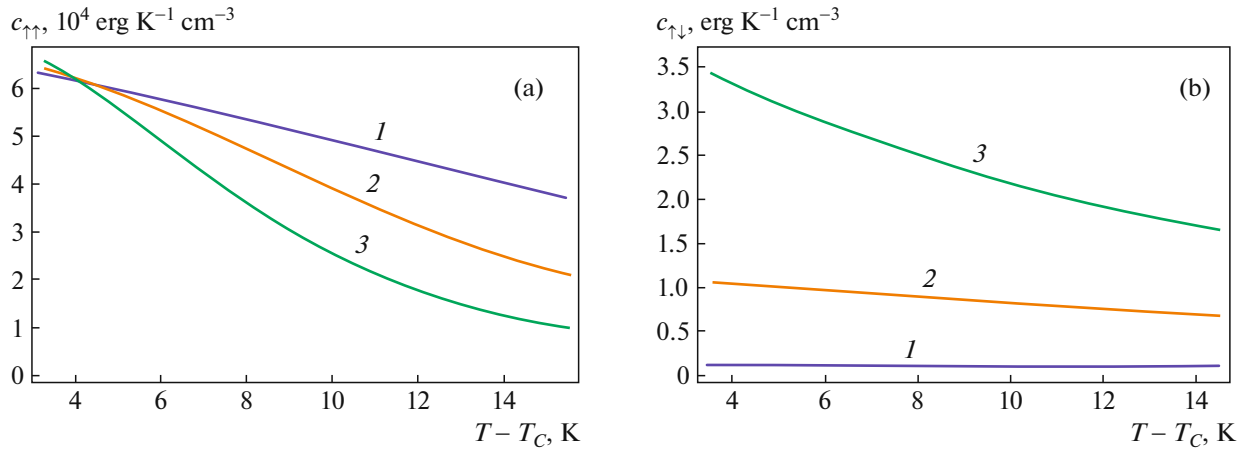 c↑↑, 10⁴ erg K⁻¹ cm⁻³
(a)
6
5
4
3
2
1
0
1
2
3
4 6 8 10 12 14
T – T_C, K
c↑↓, erg K⁻¹ cm⁻³
(b)
3.5
3.0
2.5
2.0
1.5
1.0
0.5
0
3
2
1
4 6 8 10 12 14
T – T_C, K